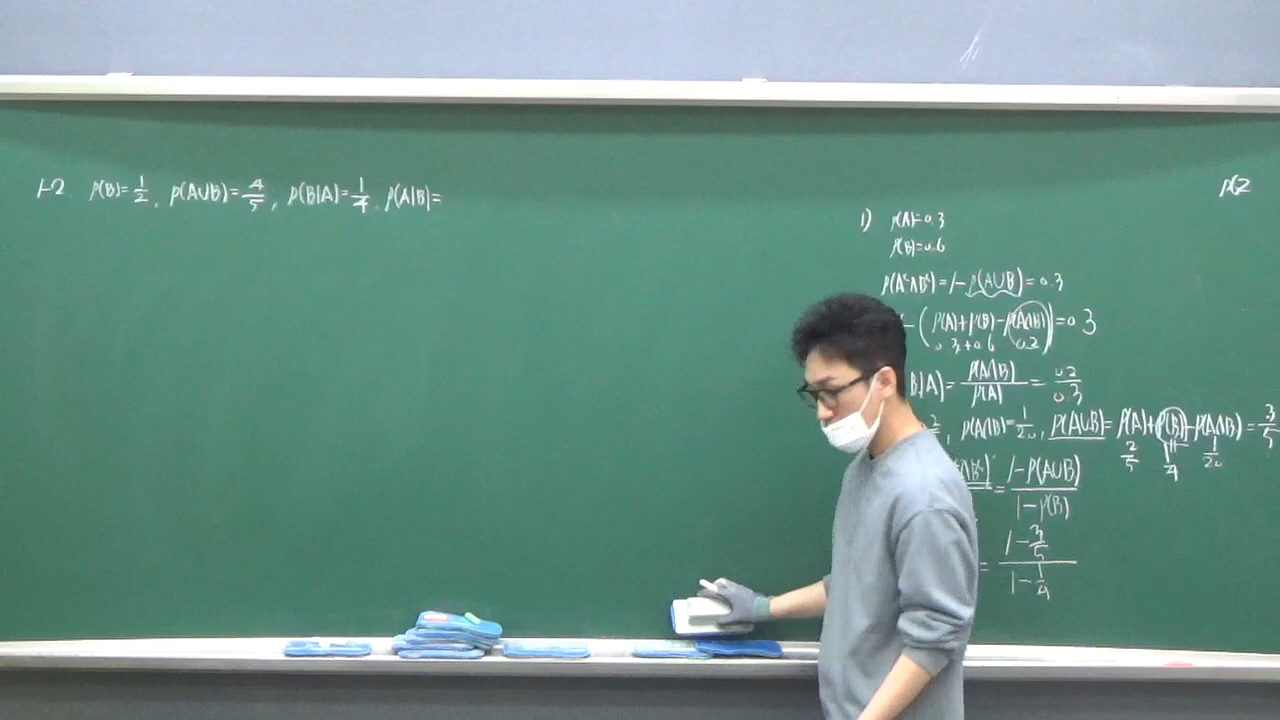 1-2. P(B)=1/2, P(A∪B)=4/5, P(B|A)=1/4, P(A|B)=
P(2
1) P(A)=0.3
P(B)=0.6
P(A^c∩B^c)=1-P(A∪B)=0.3
-(P(A)+P(B)-P(A∩B))=0.3
0.3+0.6 0.2
B|A)=P(A∩B)/P(A)=0.2/0.3
, P(A∩B)=1/20, P(A∪B)=P(A)+P(B)-P(A∩B)=3/5
2/5 1/4 1/20
=(1-P(A∪B))/(1-P(B))
=(1-3/5)/(1-1/4)